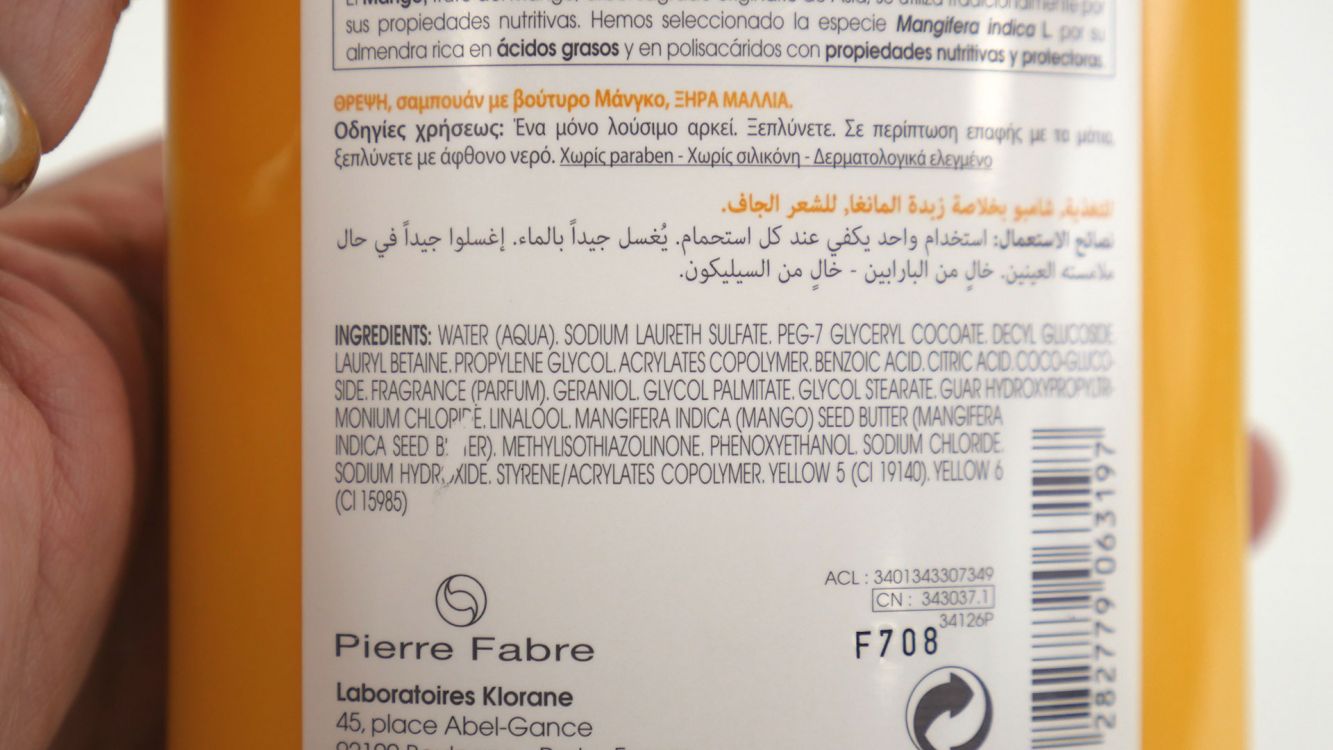 sus propiedades nutritivas. Hemos seleccionado la especie Mangifera indica L. por su
almendra rica en ácidos grasos y en polisacáridos con propiedades nutritivas y protectoras.
ΘΡΕΨΗ, σαμπουάν με βούτυρο Μάνγκο, ΞΗΡΑ ΜΑΛΛΙΑ.
Οδηγίες χρήσεως: Ένα μόνο λούσιμο αρκεί. Ξεπλύνετε. Σε περίπτωση επαφής με τα μάτια,
ξεπλύνετε με άφθονο νερό. Χωρίς paraben - Χωρίς σιλικόνη - Δερματολογικά ελεγμένο
للتغذية, شامبو بخلاصة زبدة المانغا, للشعر الجاف.
نصائح الاستعمال: استخدام واحد يكفي عند كل استحمام. يُغسل جيداً بالماء. إغسلوا جيداً في حال
ملامسته العينين. خالٍ من البارابين - خالٍ من السيليكون.
INGREDIENTS: WATER (AQUA). SODIUM LAURETH SULFATE. PEG-7 GLYCERYL COCOATE. DECYL GLUCOSIDE.
LAURYL BETAINE. PROPYLENE GLYCOL. ACRYLATES COPOLYMER. BENZOIC ACID. CITRIC ACID. COCO-GLUCO-
SIDE. FRAGRANCE (PARFUM). GERANIOL. GLYCOL PALMITATE. GLYCOL STEARATE. GUAR HYDROXYPROPYLTRI-
MONIUM LINALOOL. MANGIFERA INDICA (MANGO) SEED BUTTER (MANGIFERA
INDICA SEED METHYLISOTHIAZOLINONE. PHENOXYETHANOL. SODIUM CHLORIDE.
SODIUM STYRENE/ACRYLATES COPOLYMER. YELLOW 5 (CI 19140). YELLOW 6
(CI 15985)
ACL : 3401343307349
CN : 343037.1
34126P
F708
Pierre Fabre
Laboratoires Klorane
45, place Abel-Gance
282779 063197